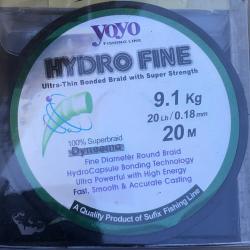 yoyo
FISHING LINE
HYDRO FINE
Ultra-Thin Bonded Braid with Super Strength
9.1 Kg
20 Lb/0.18mm
20 M
100% Superbraid
Dyneema
Fine Diameter Round Braid
HydroCapsule Bonding Technology
Ultra Powerful with High Energy
Fast, Smooth & Accurate Casting
A Quality Product of Sufix Fishing Line